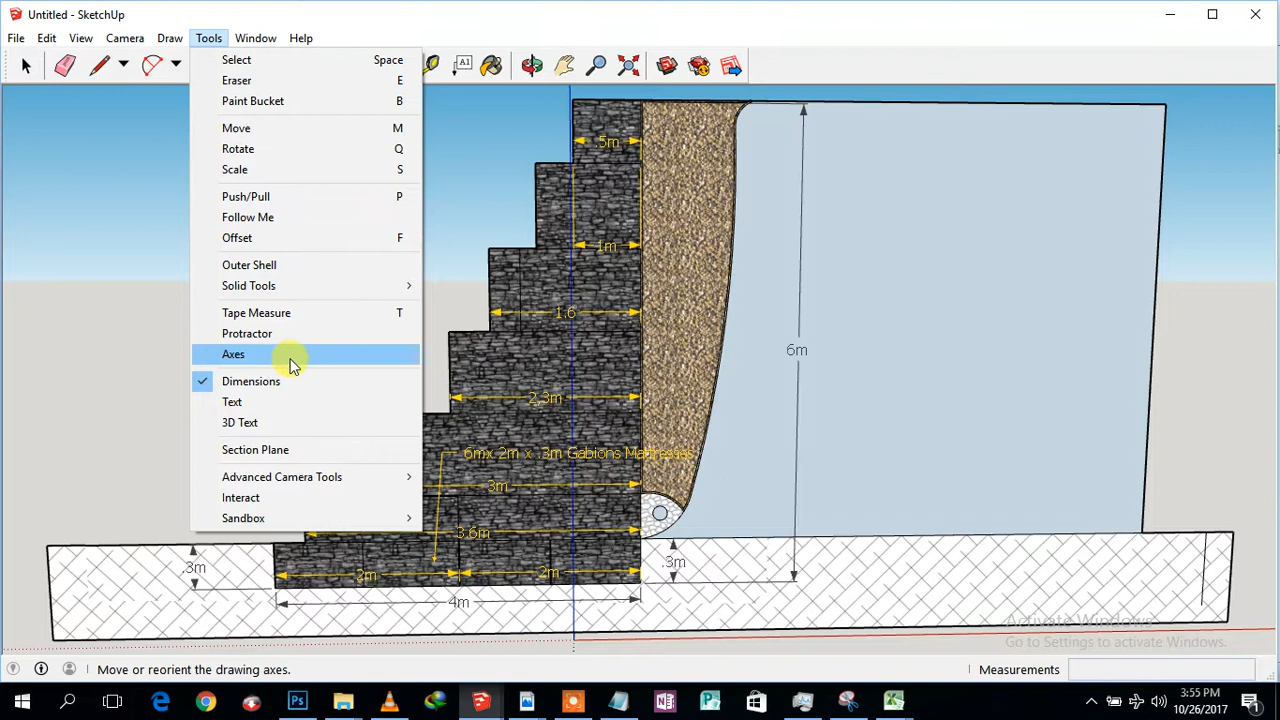 Untitled - SketchUp
File Edit View Camera Draw Tools Window Help
A1
Select Space
Eraser E
Paint Bucket B
Move M
Rotate Q
Scale S
Push/Pull P
Follow Me
Offset F
Outer Shell
Solid Tools
Tape Measure T
Protractor
Axes
Dimensions
Text
3D Text
Section Plane
Advanced Camera Tools
Interact
Sandbox
.5m
1m
1.6
6m
2.3m
6mx 2m x .3m Gabions Mattresses
3m
3.6m
.3m
.3m
2m
2m
4m
Activate Windows
Go to Settings to activate Windows.
Move or reorient the drawing axes.
Measurements
3:55 PM
10/26/2017